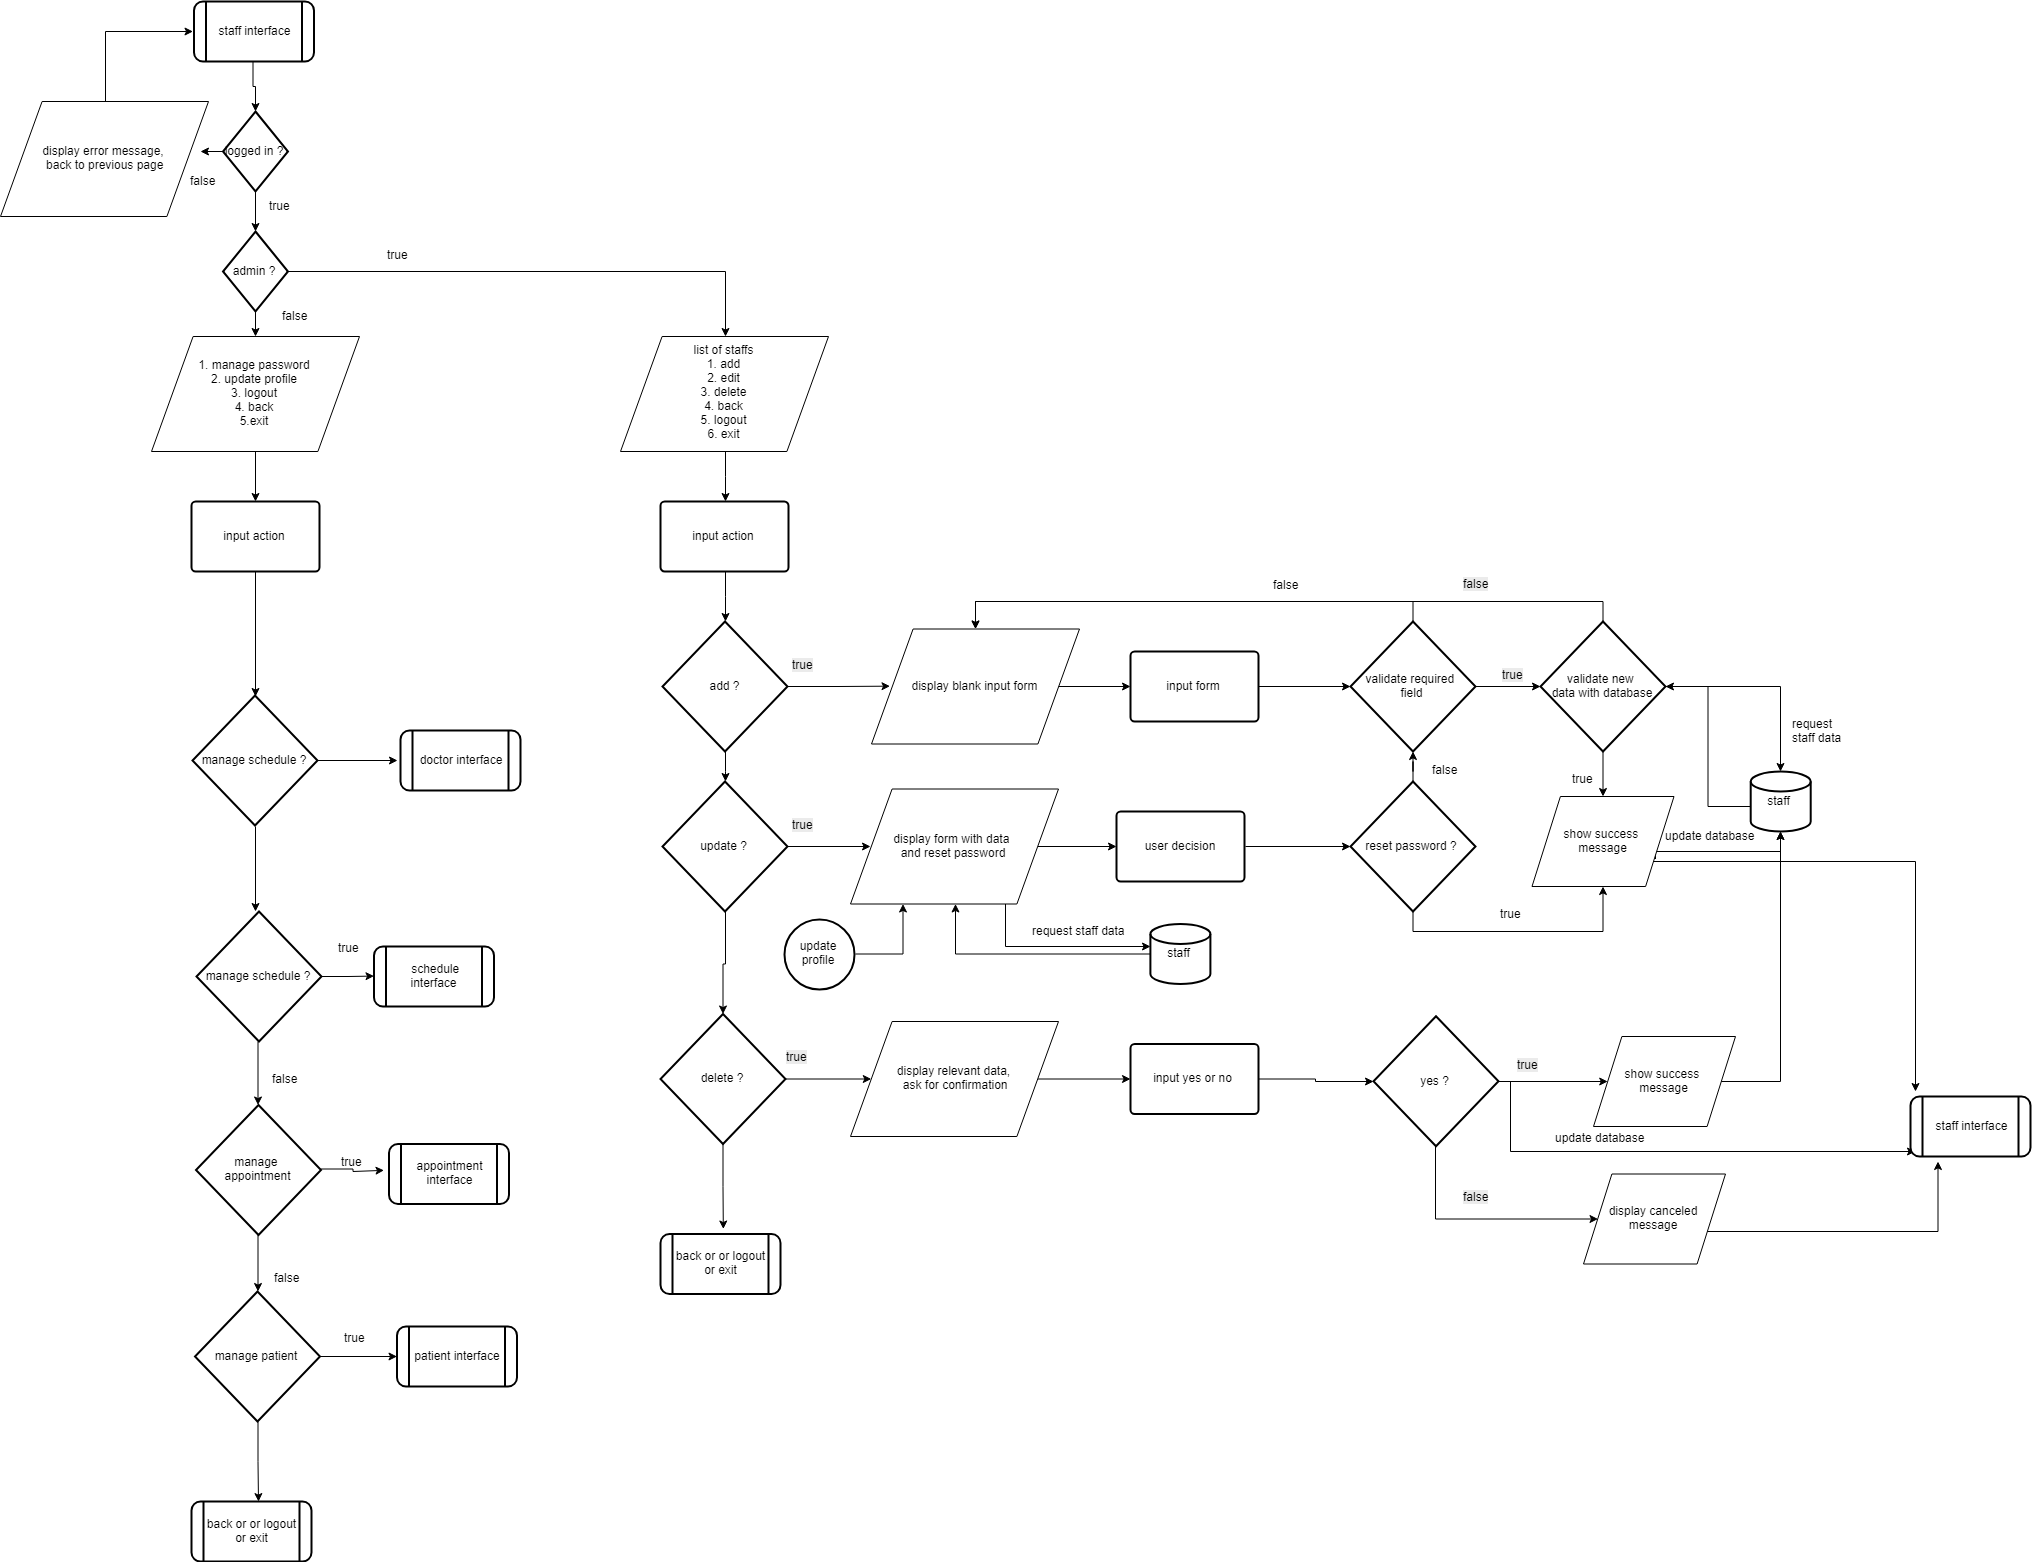 staff interface
display error message,
back to previous page
logged in ?
false
true
admin ?
true
false
1. manage password
2. update profile
3. logout
4. back
5.exit
list of staffs
1. add
2. edit
3. delete
4. back
5. logout
6. exit
input action
input action
false
false
add ?
true
display blank input form
input form
validate required
field
true
validate new
data with database
request
staff data
manage schedule ?
doctor interface
false
true
staff
update ?
true
display form with data
and reset password
user decision
reset password ?
show success
message
update database
true
manage schedule ?
true
schedule
interface
update
profile
request staff data
staff
false
delete ?
true
display relevant data,
ask for confirmation
input yes or no
yes ?
true
show success
message
staff interface
update database
manage
appointment
true
appointment
interface
false
display canceled
message
back or or logout
or exit
false
manage patient
true
patient interface
back or or logout
or exit